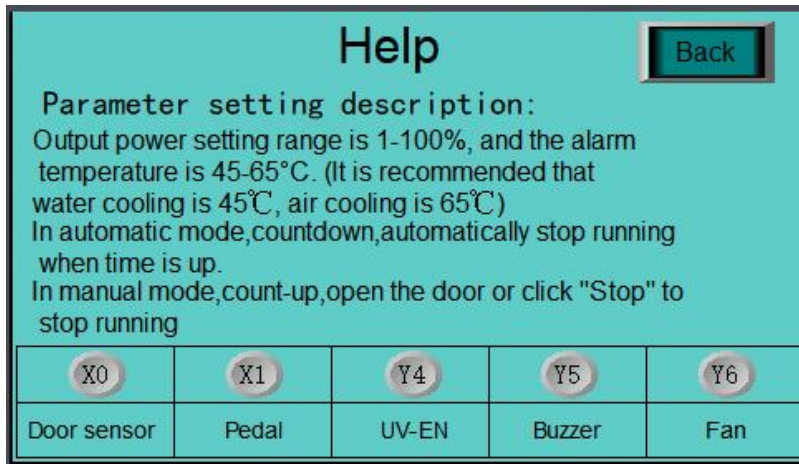 Help
Back
Parameter setting description:
Output power setting range is 1-100%, and the alarm
temperature is 45-65°C. (It is recommended that
water cooling is 45℃, air cooling is 65℃)
In automatic mode,countdown,automatically stop running
when time is up.
In manual mode,count-up,open the door or click "Stop" to
stop running
X0 X1 Y4 Y5 Y6
Door sensor Pedal UV-EN Buzzer Fan